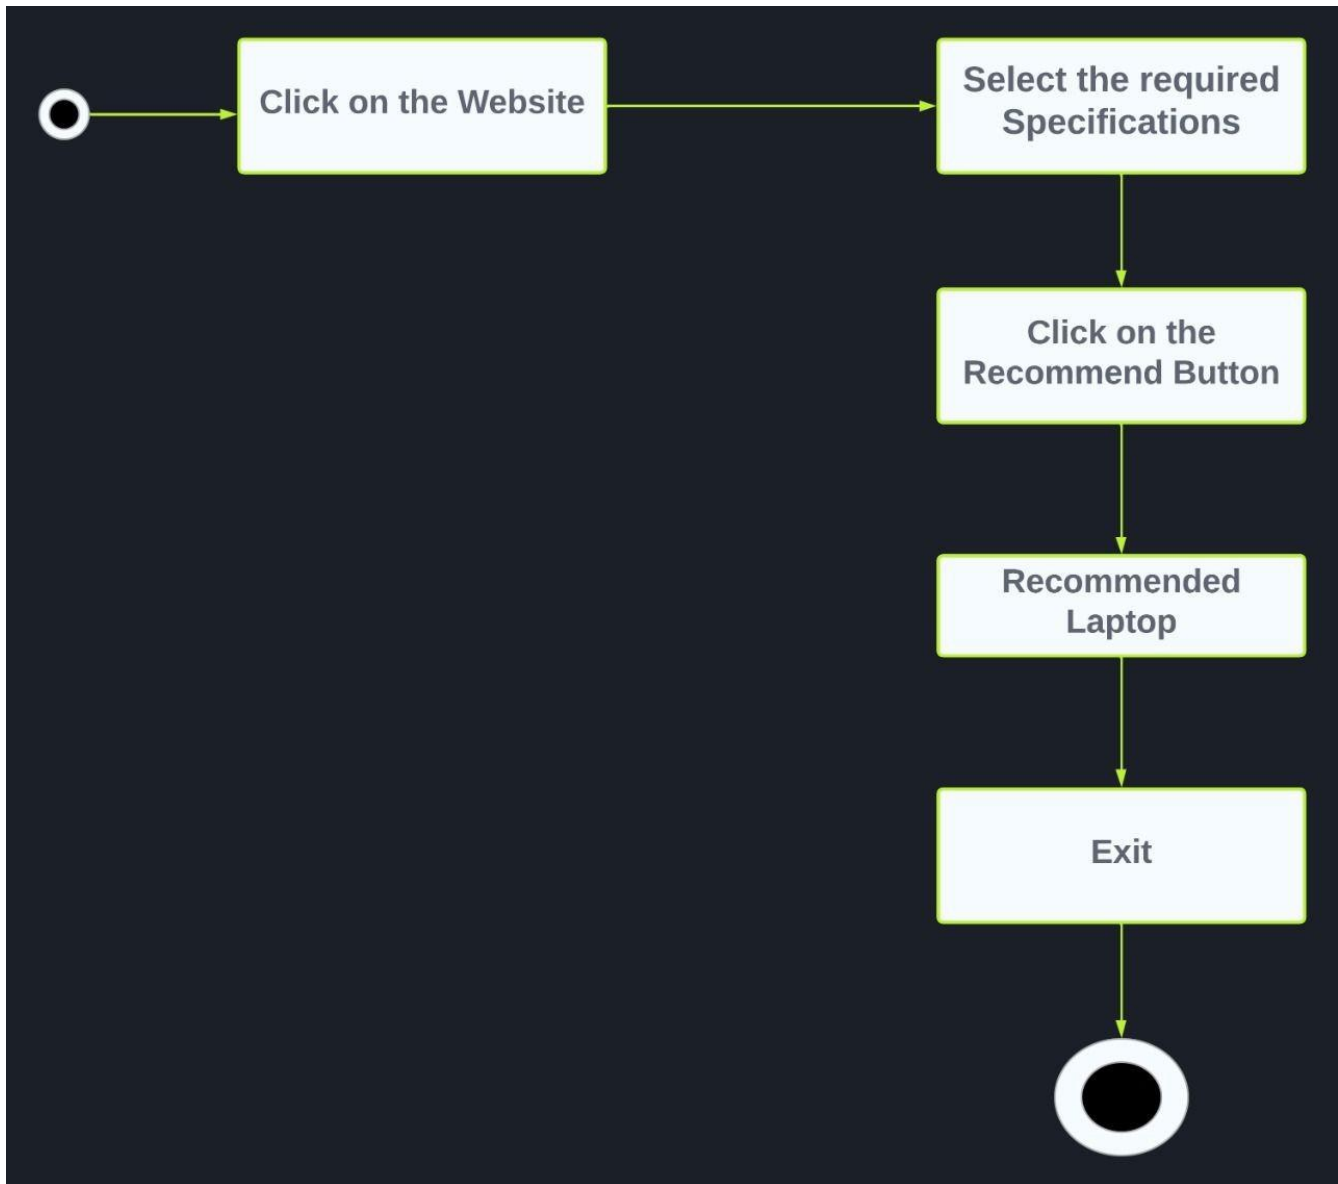 Click on the Website
Select the required
Specifications
Click on the
Recommend Button
Recommended
Laptop
Exit